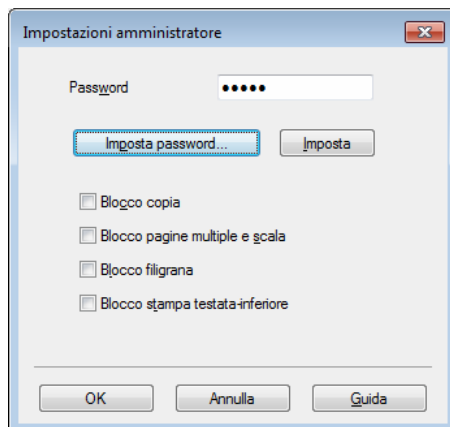 Impostazioni amministratore
Password •••••
Imposta password... Imposta
Blocco copia
Blocco pagine multiple e scala
Blocco filigrana
Blocco stampa testata-inferiore
OK Annulla Guida